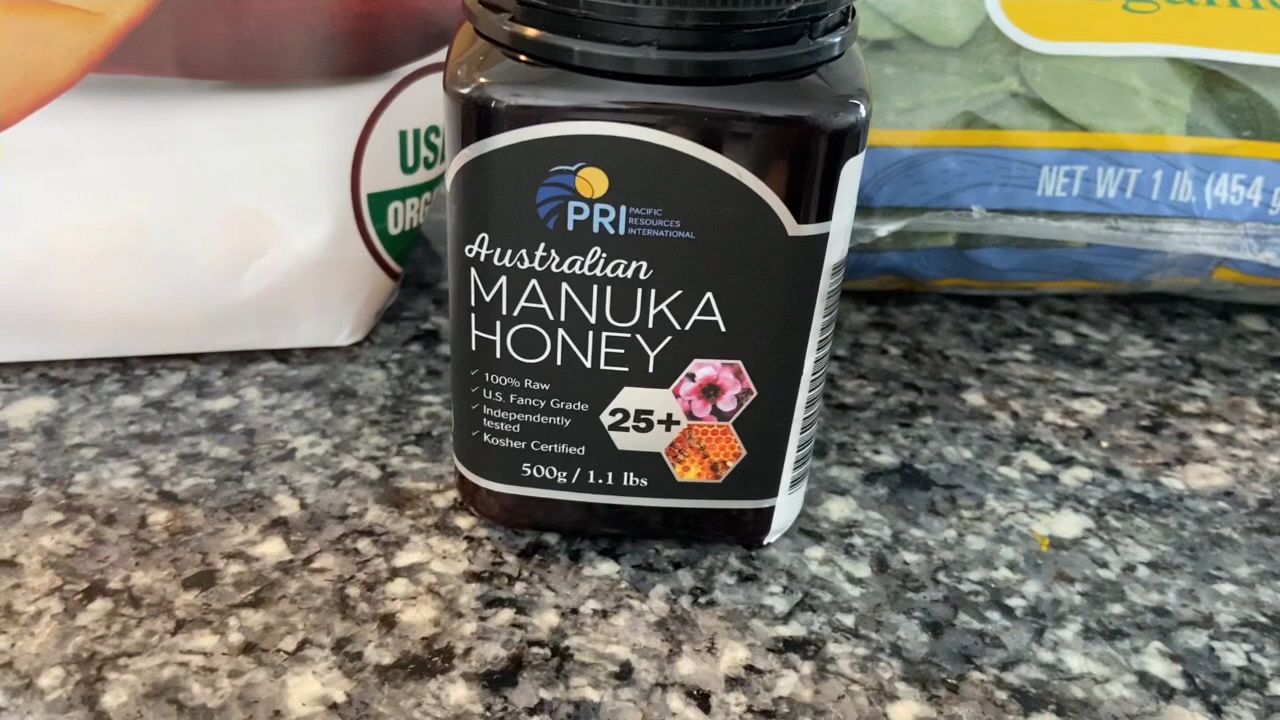 PRI
PACIFIC
RESOURCES
INTERNATIONAL
Australian
MANUKA
HONEY
✓ 100% Raw
✓ U.S. Fancy Grade
✓ Independently
tested
✓ Kosher Certified
25+
500g / 1.1 lbs
ORG
NET WT 1 lb. (454 g